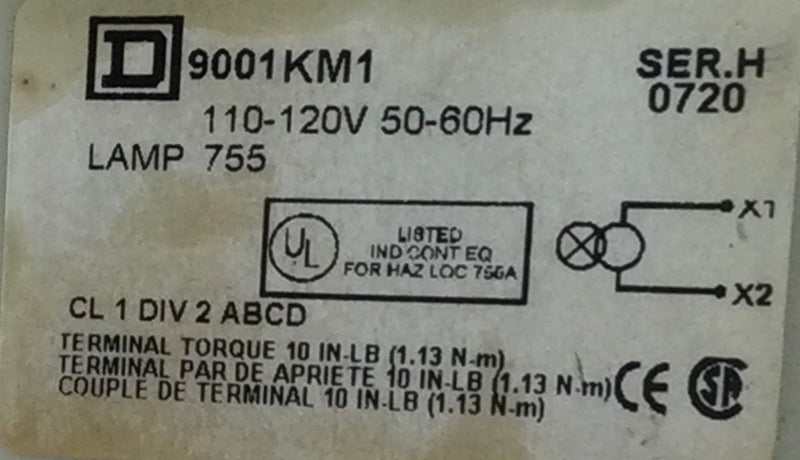 D 9001KM1 SER.H
110-120V 50-60Hz 0720
LAMP 755
UL LISTED
IND CONT EQ
FOR HAZ LOC 756A
X1
X2
CL 1 DIV 2 ABCD
TERMINAL TORQUE 10 IN-LB (1.13 N-m)
TERMINAL PAR DE APRIETE 10 IN-LB (1.13 N-m)
COUPLE DE TERMINAL 10 IN-LB (1.13 N-m)
CE SA